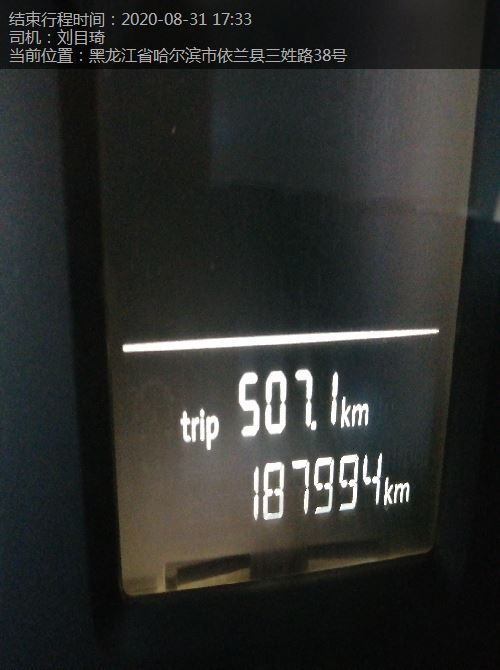 结束行程时间：2020-08-31 17:33
司机：刘目琦
当前位置：黑龙江省哈尔滨市依兰县三姓路38号
trip 507.1km
187994km